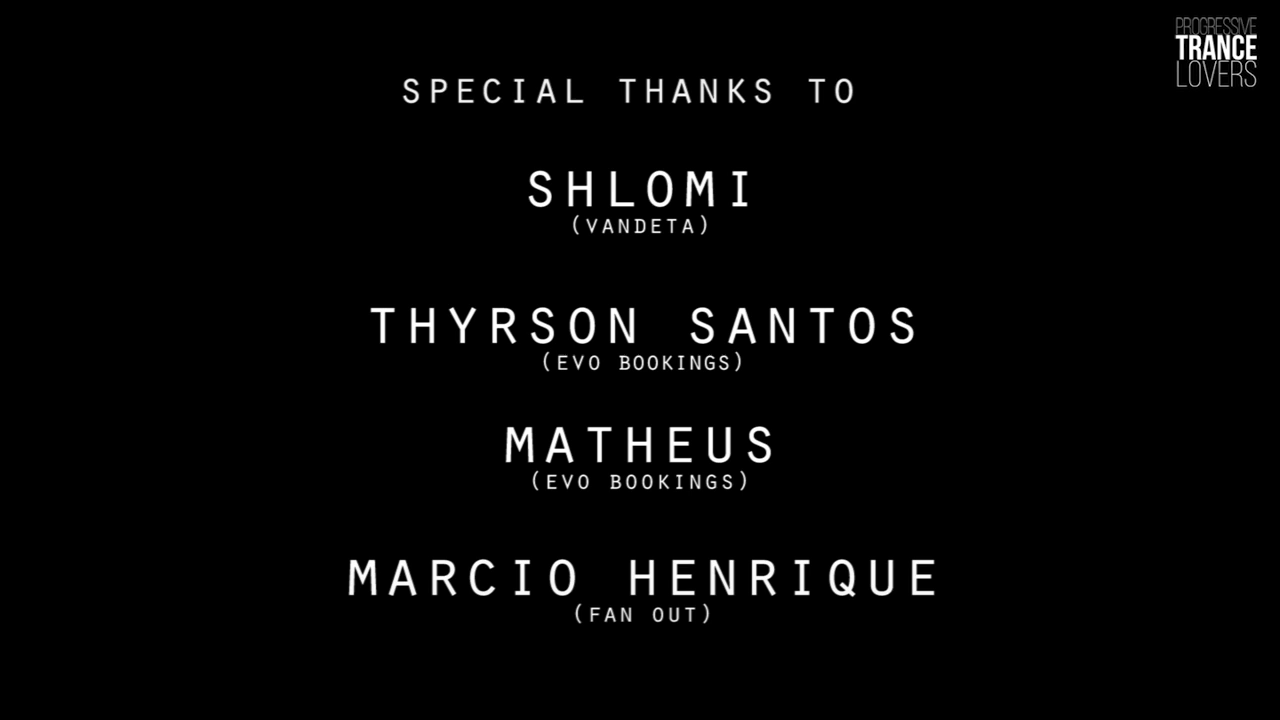 PROGRESSIVE
TRANCE
LOVERS
SPECIAL THANKS TO
SHLOMI
(VANDETA)
THYRSON SANTOS
(EVO BOOKINGS)
MATHEUS
(EVO BOOKINGS)
MARCIO HENRIQUE
(FAN OUT)